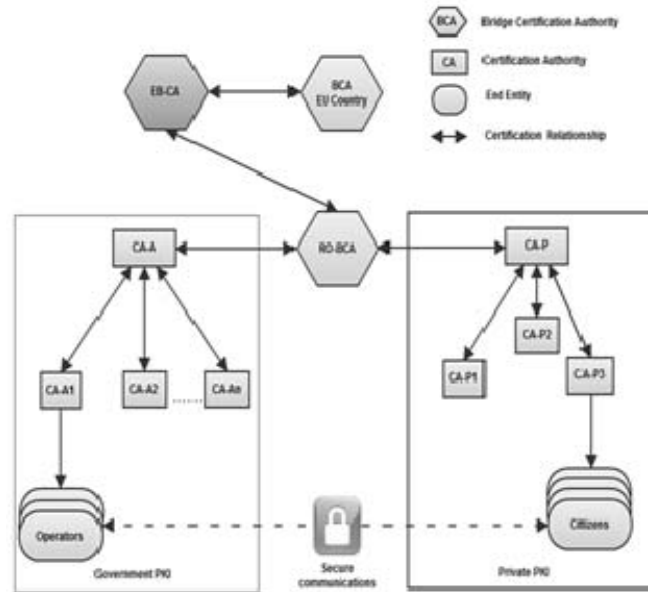 BCA
Bridge Certification Authority
CA
Certification Authority
End Entity
Certification Relationship
EB-CA
BCA
EU Country
RO-BCA
CA-A
CA-P
CA-A1
CA-A2
........
CA-An
CA-P1
CA-P2
CA-P3
Operators
Citizens
Government PKI
Secure
communications
Private PKI